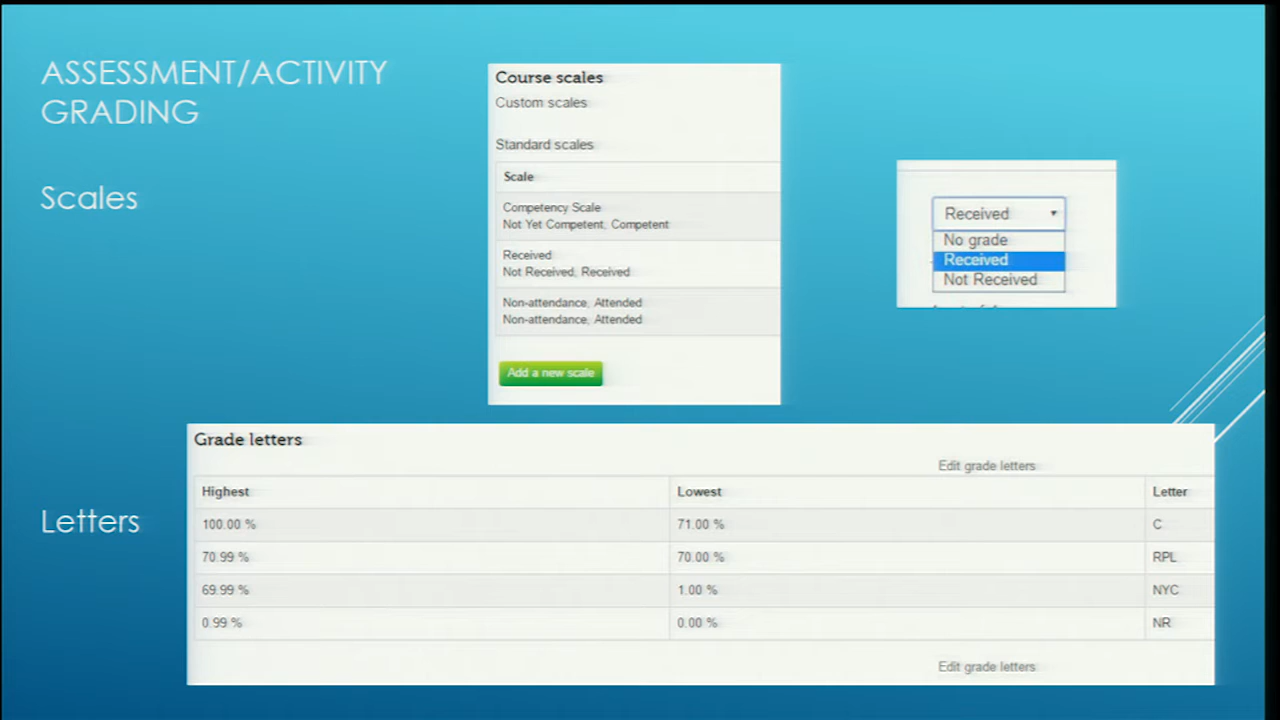 ASSESSMENT/ACTIVITY
GRADING
Scales
Course scales
Custom scales
Standard scales
Scale
Competency Scale
Not Yet Competent, Competent
Received
Not Received, Received
Non-attendance, Attended
Non-attendance, Attended
Add a new scale
Received
No grade
Received
Not Received
Letters
Grade letters
Edit grade letters
Highest Lowest Letter
100.00 % 71.00 % C
70.99 % 70.00 % RPL
69.99 % 1.00 % NYC
0.99 % 0.00 % NR
Edit grade letters